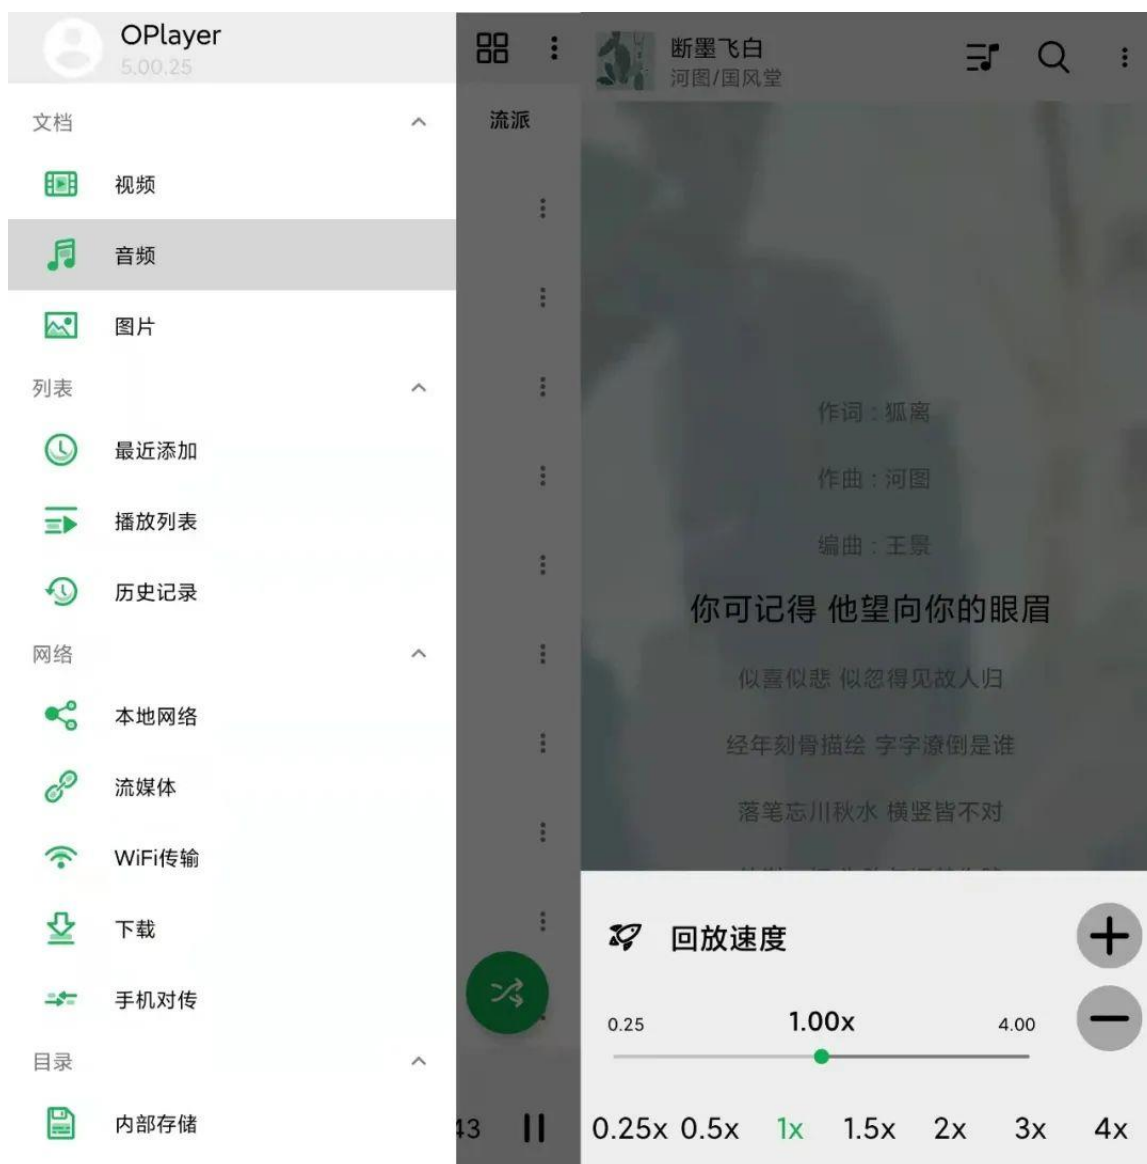 OPlayer
5.00.25
文档
视频
音频
图片
列表
最近添加
播放列表
历史记录
网络
本地网络
流媒体
WiFi传输
下载
手机对传
目录
内部存储
流派
43
断墨飞白
河图/国风堂
作词：狐离
作曲：河图
编曲：王景
你可记得 他望向你的眼眉
似喜似悲 似忽得见故人归
经年刻骨描绘 字字潦倒是谁
落笔忘川秋水 横竖皆不对
回放速度
0.25 1.00x 4.00
0.25x 0.5x 1x 1.5x 2x 3x 4x